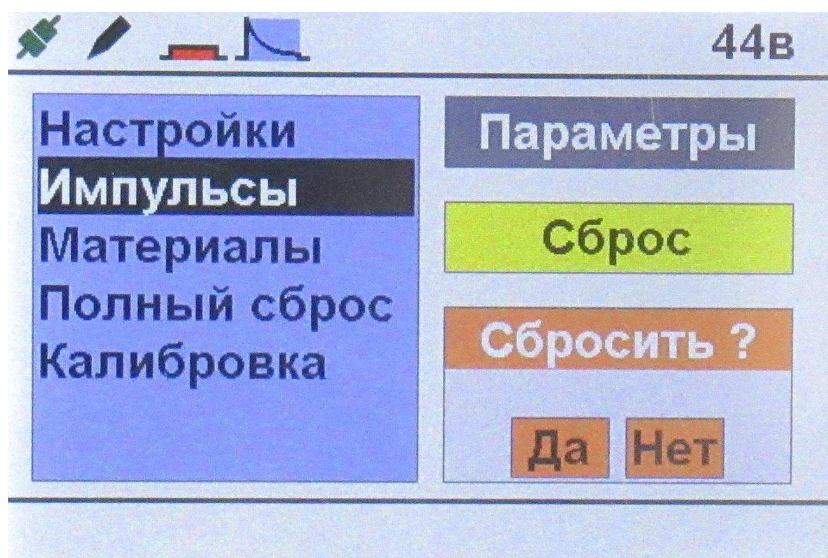 44в
Настройки
Импульсы
Материалы
Полный сброс
Калибровка
Параметры
Сброс
Сбросить ?
Да Нет